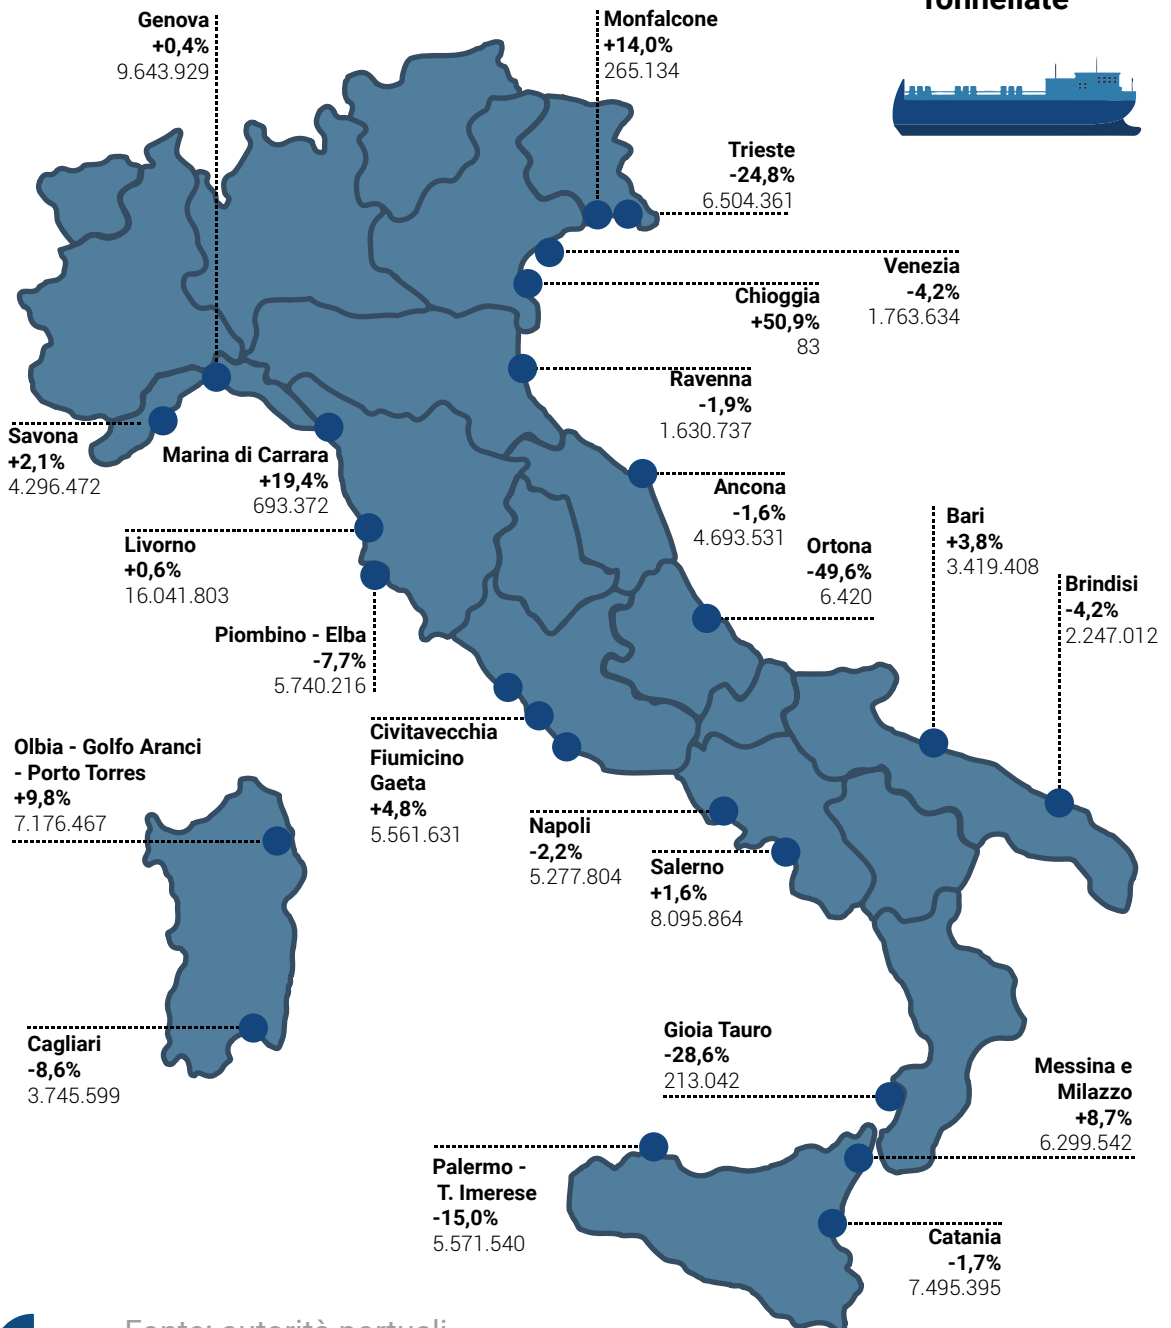 Tonnellate
Genova
+0,4%
9.643.929
Monfalcone
+14,0%
265.134
Trieste
-24,8%
6.504.361
Venezia
-4,2%
1.763.634
Chioggia
+50,9%
83
Ravenna
-1,9%
1.630.737
Savona
+2,1%
4.296.472
Marina di Carrara
+19,4%
693.372
Ancona
-1,6%
4.693.531
Livorno
+0,6%
16.041.803
Ortona
-49,6%
6.420
Bari
+3,8%
3.419.408
Brindisi
-4,2%
2.247.012
Piombino - Elba
-7,7%
5.740.216
Civitavecchia
Fiumicino
Gaeta
+4,8%
5.561.631
Olbia - Golfo Aranci
- Porto Torres
+9,8%
7.176.467
Napoli
-2,2%
5.277.804
Salerno
+1,6%
8.095.864
Cagliari
-8,6%
3.745.599
Gioia Tauro
-28,6%
213.042
Messina e
Milazzo
+8,7%
6.299.542
Palermo -
T. Imerese
-15,0%
5.571.540
Catania
-1,7%
7.495.395
Fonte: autorità portuali